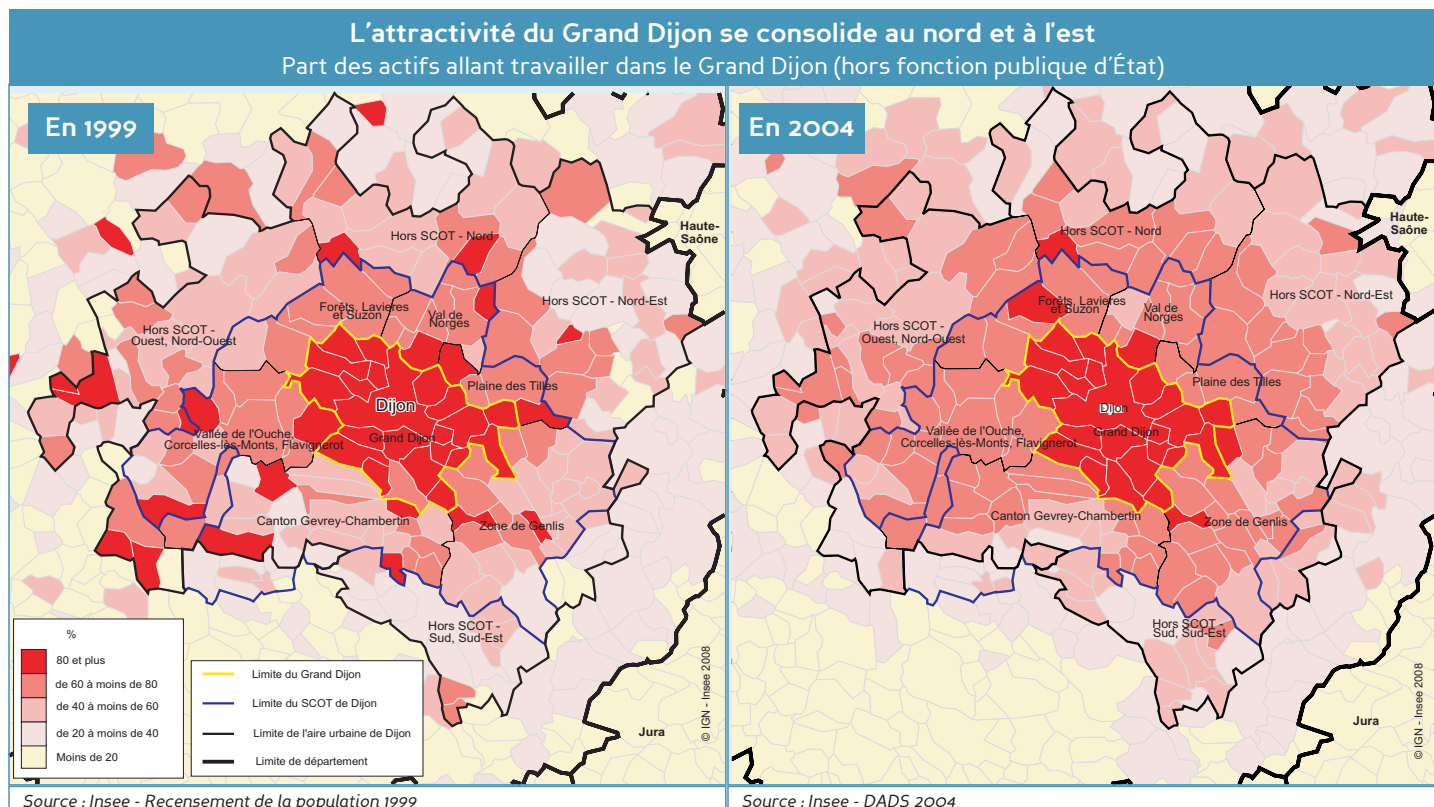 L'attractivité du Grand Dijon se consolide au nord et à l'est
Part des actifs allant travailler dans le Grand Dijon (hors fonction publique d'État)
En 1999
Haute-
Saône
Hors SCOT - Nord
Hors SCOT - Nord-Est
Forêts, Lavieres
et Suzon
Val de
Norges
Hors SCOT -
Ouest, Nord-Ouest
Plaine des Tilles
Dijon
Grand Dijon
Vallée de l'Ouche,
Corcelles-lès-Monts, Flavignerot
Canton Gevrey-Chambertin
Zone de Genlis
Hors SCOT -
Sud, Sud-Est
Jura
© IGN - Insee 2008
%
80 et plus
de 60 à moins de 80
de 40 à moins de 60
de 20 à moins de 40
Moins de 20
Limite du Grand Dijon
Limite du SCOT de Dijon
Limite de l'aire urbaine de Dijon
Limite de département
Source : Insee - Recensement de la population 1999
En 2004
Haute-
Saône
Hors SCOT - Nord
Hors SCOT - Nord-Est
Forêts, Lavieres
et Suzon
Val de
Norges
Hors SCOT -
Ouest, Nord-Ouest
Plaine des Tilles
Dijon
Grand Dijon
Vallée de l'Ouche,
Corcelles-lès-Monts, Flavignerot
Canton Gevrey-Chambertin
Zone de Genlis
Hors SCOT -
Sud, Sud-Est
Jura
© IGN - Insee 2008
Source : Insee - DADS 2004